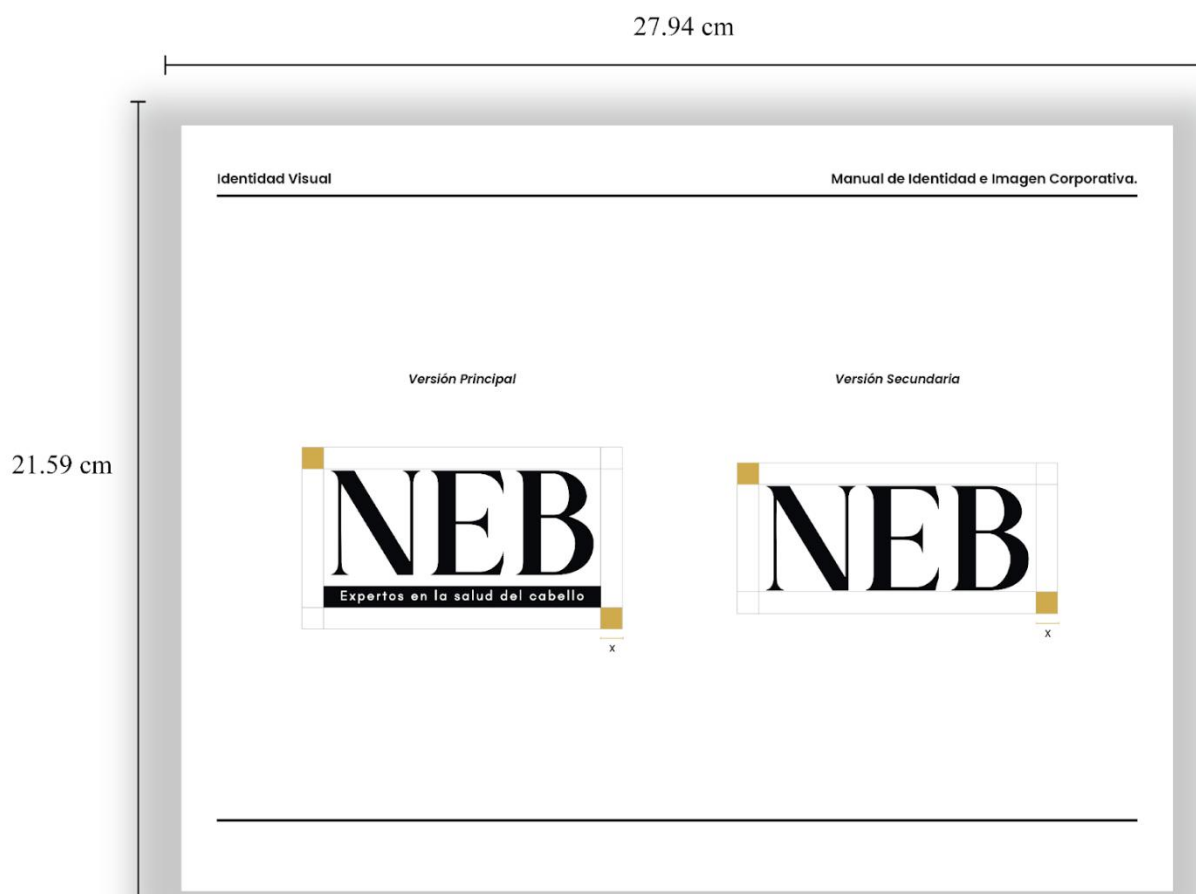 27.94 cm
Identidad Visual
Manual de Identidad e Imagen Corporativa.
Versión Principal
Versión Secundaria
21.59 cm
NEB
Expertos en la salud del cabello
x
NEB
x